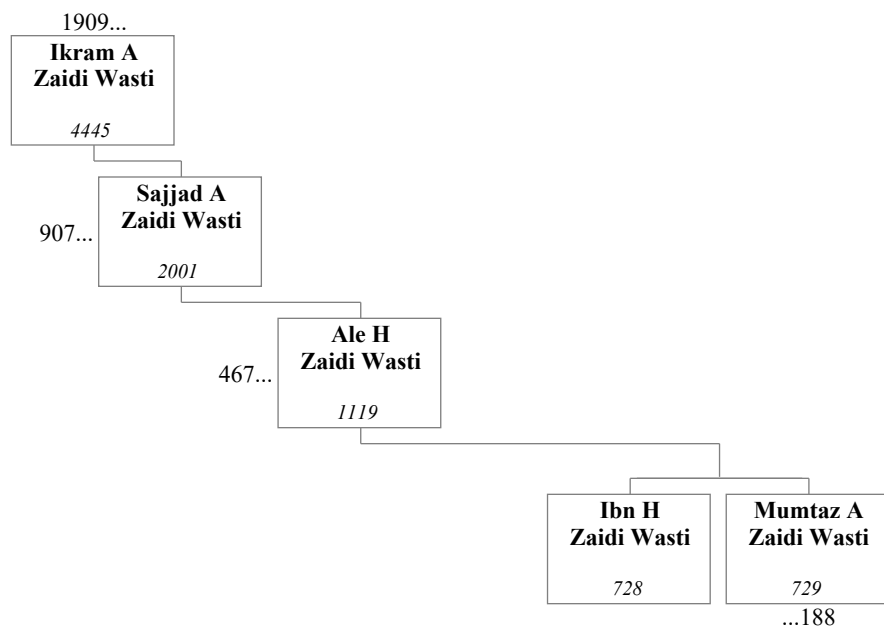 1909...
Ikram A
Zaidi Wasti
4445
Sajjad A
Zaidi Wasti
907...
2001
Ale H
Zaidi Wasti
467...
1119
Ibn H
Zaidi Wasti
728
Mumtaz A
Zaidi Wasti
729
...188